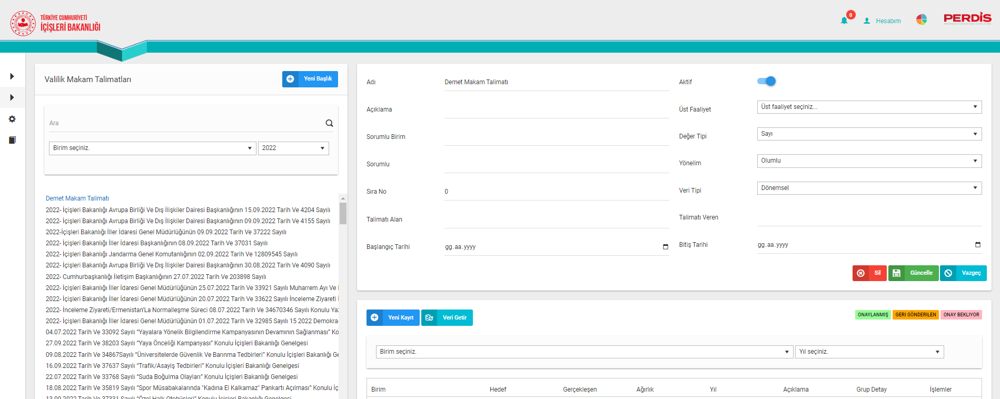 TÜRKİYE CUMHURİYETİ
İÇİŞLERİ BAKANLIĞI
0
Hesabım
PERDİS
Valilik Makam Talimatları
Yeni Başlık
Ara
Birim seçiniz.
2022
Demet Makam Talimatı
2022- İçişleri Bakanlığı Avrupa Birliği Ve Dış İlişkiler Dairesi Başkanlığının 15.09.2022 Tarih Ve 4204 Sayılı
2022- İçişleri Bakanlığı Avrupa Birliği Ve Dış İlişkiler Dairesi Başkanlığının 09.09.2022 Tarih Ve 4155 Sayılı
2022-İçişleri Bakanlığı İller İdaresi Genel Müdürlüğünün 09.09.2022 Tarih Ve 37222 Sayılı
2022- İçişleri Bakanlığı İller İdaresi Başkanlığının 08.09.2022 Tarih Ve 37031 Sayılı
2022- İçişleri Bakanlığı Jandarma Genel Komutanlığının 02.09.2022 Tarih Ve 12809545 Sayılı
2022- İçişleri Bakanlığı Avrupa Birliği Ve Dış İlişkiler Dairesi Başkanlığının 30.08.2022 Tarih Ve 4090 Sayılı
2022- Cumhurbaşkanlığı İletişim Başkanlığının 27.07.2022 Tarih Ve 203898 Sayılı
2022- İçişleri Bakanlığı İller İdaresi Genel Müdürlüğünün 25.07.2022 Tarih Ve 33921 Sayılı Muharrem Ayı Ve
2022- İçişleri Bakanlığı İller İdaresi Genel Müdürlüğünün 20.07.2022 Tarih Ve 33622 Sayılı İnceleme Ziyareti
2022- İnceleme Ziyareti/Ermenistan'La Normalleşme Süreci 08.07.2022 Tarih Ve 34670346 Sayılı Konulu Yaz
2022- İçişleri Bakanlığı İller İdaresi Genel Müdürlüğünün 01.07.2022 Tarih Ve 32985 Sayılı 15 2022 Demokras
04.07.2022 Tarih Ve 33092 Sayılı “Yayalara Yönelik Bilgilendirme Kampanyasının Devamının Sağlanması” Ko
27.09.2022 Tarih Ve 38203 Sayılı “Yaya Önceliği Kampanyası” Konulu İçişleri Bakanlığı Genelgesi
09.08.2022 Tarih Ve 34867Sayılı “Üniversitelerde Güvenlik Ve Barınma Tedbirleri” Konulu İçişleri Bakanlığı Ge
16.09.2022 Tarih Ve 37637 Sayılı “Trafik/Asayiş Tedbirleri” Konulu İçişleri Bakanlığı Genelgesi
22.07.2022 Tarih Ve 33768 Sayılı “Suda Boğulma Olayları” Konulu İçişleri Bakanlığı Genelgesi
18.08.2022 Tarih Ve 35819 Sayılı “Spor Müsabakalarında "Kadına El Kalkamaz" Pankartı Açılması” Konulu İç
13.09.2022 Tarih Ve 37331 Sayılı “Özel Halk Otobüsleri” Konulu İçişleri Bakanlığı Genelgesi
Adı
Demet Makam Talimatı
Aktif
Açıklama
Üst Faaliyet
Üst faaliyet seçiniz...
Sorumlu Birim
Değer Tipi
Sayı
Sorumlu
Yönelim
Olumlu
Sıra No
0
Veri Tipi
Dönemsel
Talimatı Alan
Talimatı Veren
Başlangıç Tarihi
gg.aa.yyyy
Bitiş Tarihi
gg.aa.yyyy
Sil
Güncelle
Vazgeç
Yeni Kayıt
Veri Getir
ONAYLANMIŞ
GERI GÖNDERILEN
ONAY BEKLIYOR
Birim seçiniz.
Yıl seçiniz.
Birim
Hedef
Gerçekleşen
Ağırlık
Yıl
Açıklama
Grup Detay
İşlemler